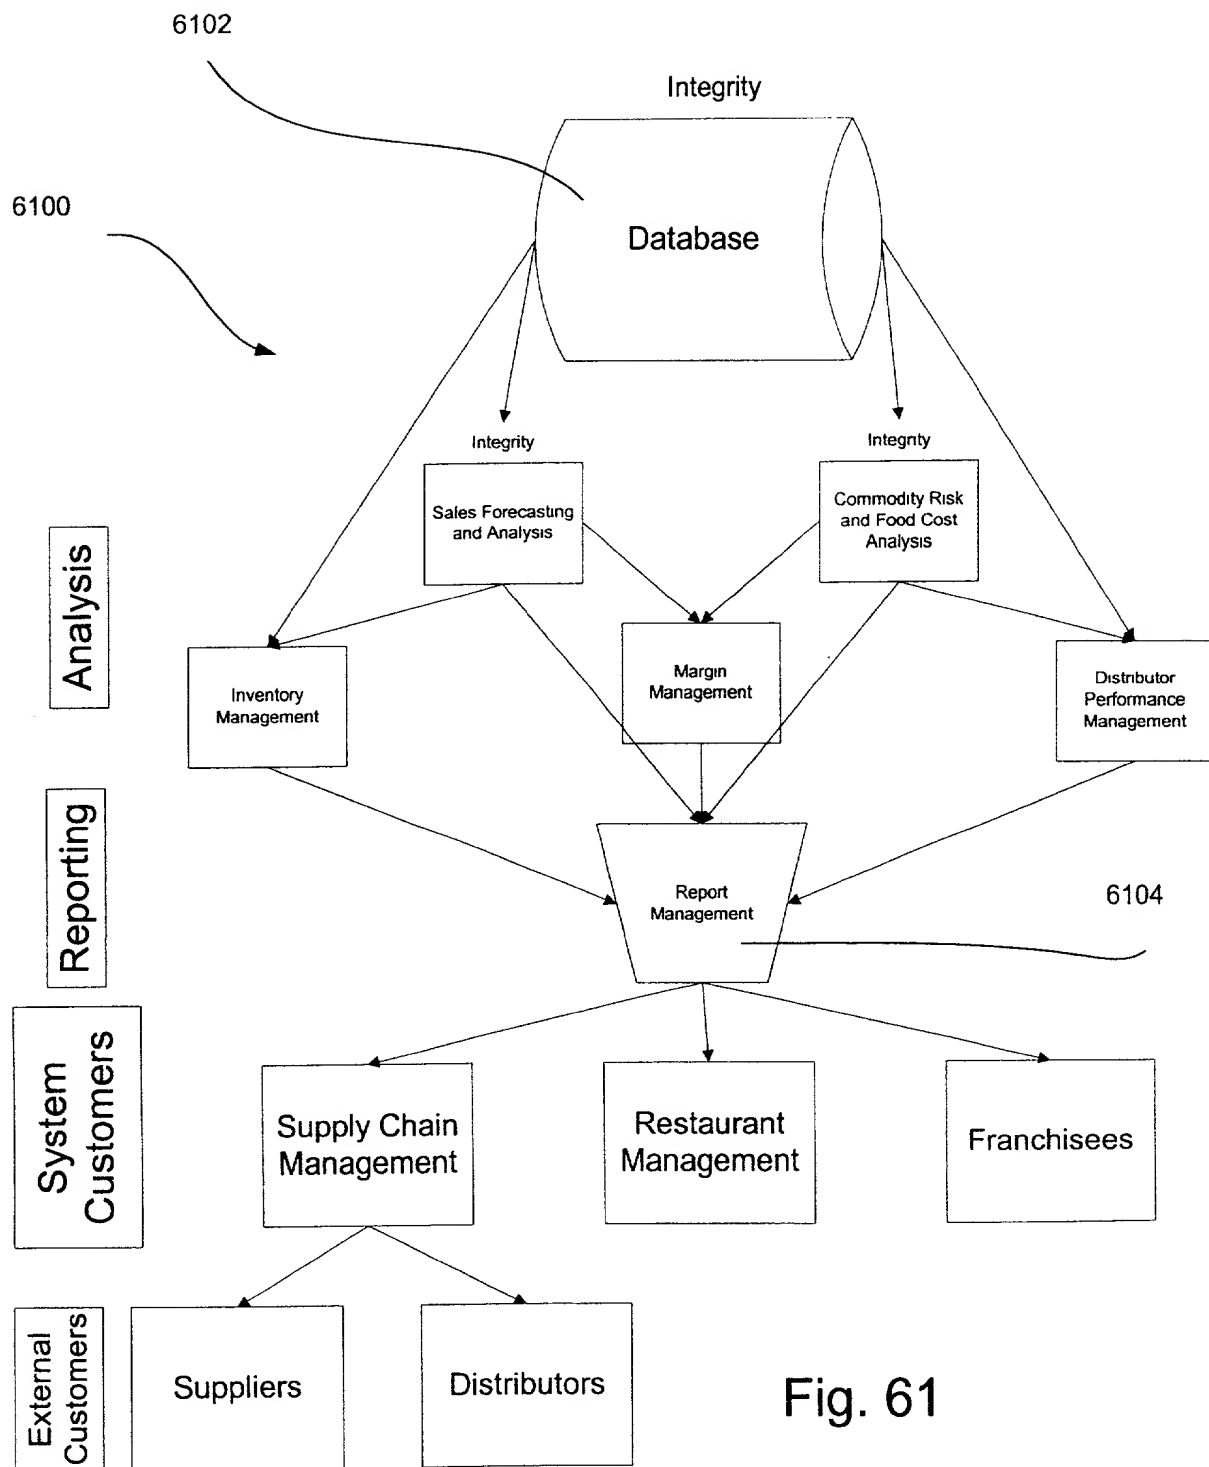 6102
Integrity
6100
Database
Integrity
Integrity
Sales Forecasting
and Analysis
Commodity Risk
and Food Cost
Analysis
Analysis
Inventory
Management
Margin
Management
Distributor
Performance
Management
Reporting
Report
Management
6104
System
Customers
Supply Chain
Management
Restaurant
Management
Franchisees
External
Customers
Suppliers
Distributors
Fig. 61